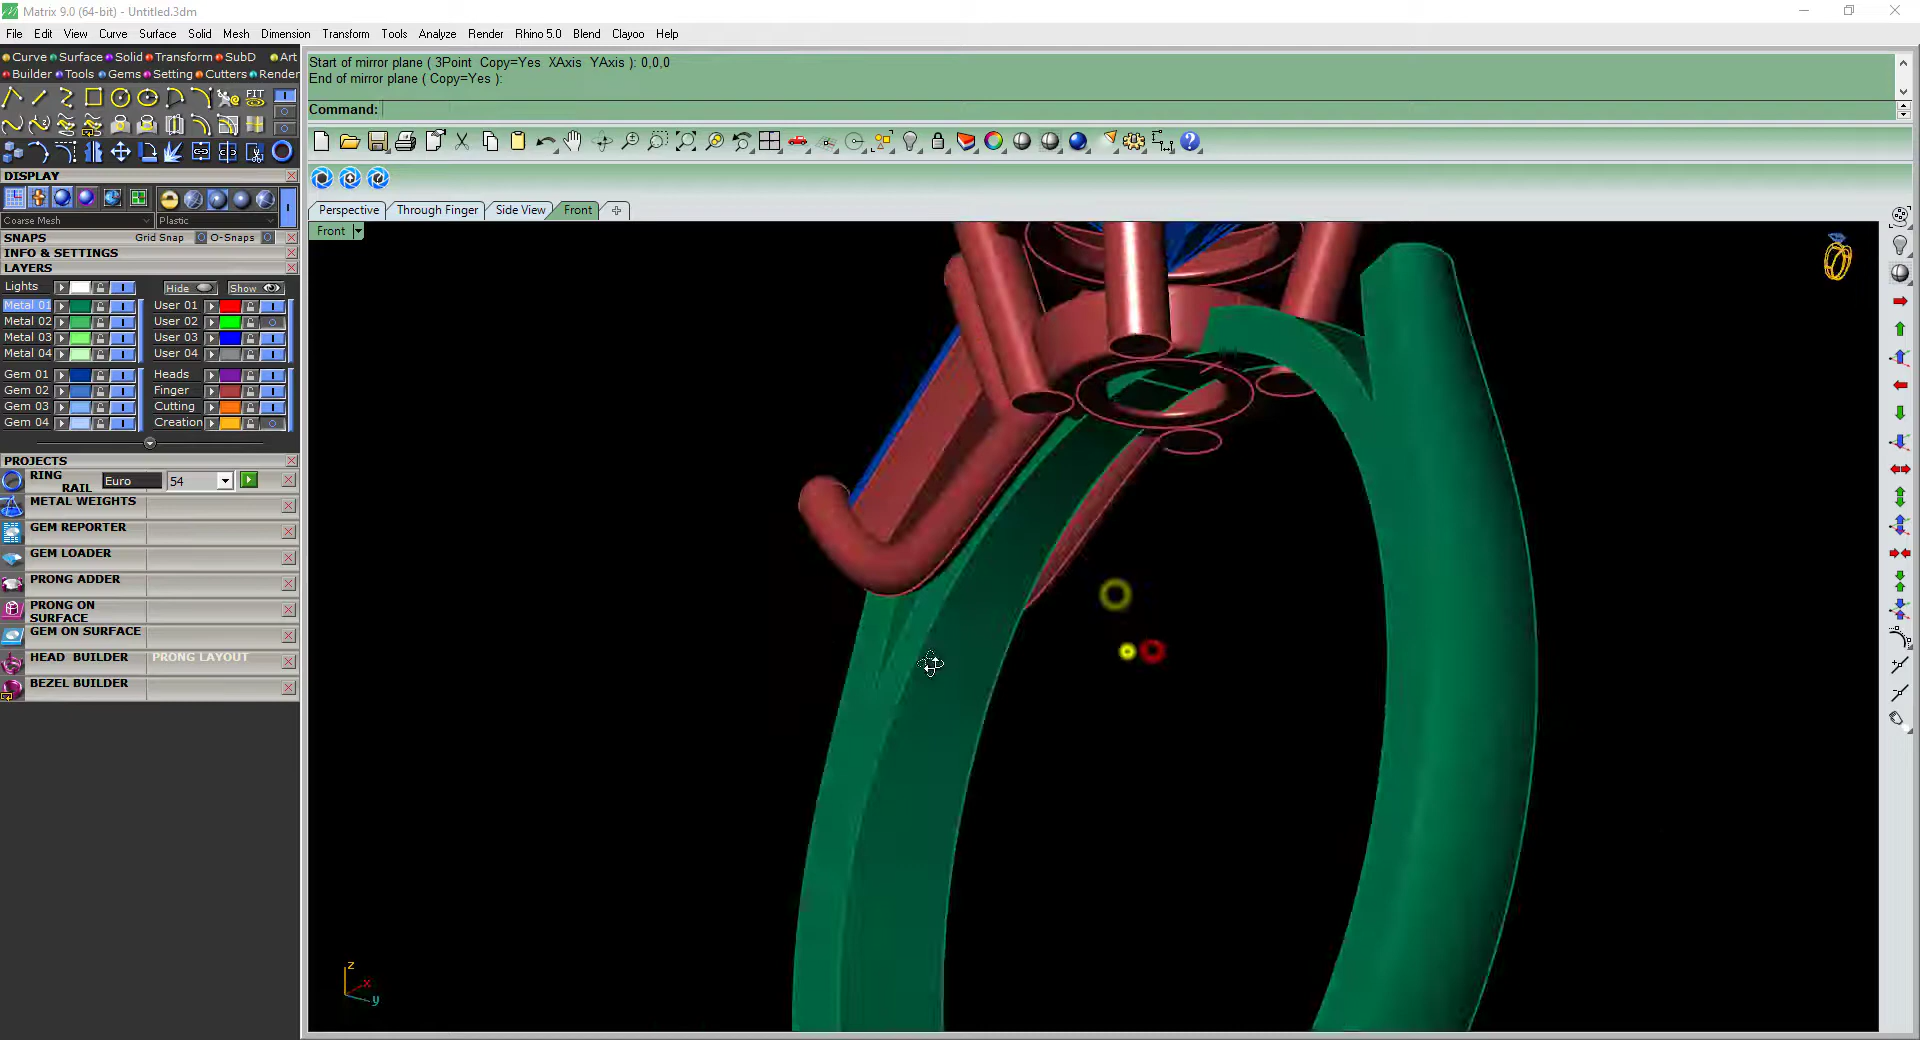 Matrix 9.0 (64-bit) - Untitled.3dm
File Edit View Curve Surface Solid Mesh Dimension Transform Tools Analyze Render Rhino 5.0 Blend Clayoo Help
Curve Surface Solid Transform SubD Art
Builder Tools Gems Setting Cutters Render
FIT
Start of mirror plane ( 3Point Copy=Yes XAxis YAxis ): 0,0,0
End of mirror plane ( Copy=Yes ):
Command:
DISPLAY
Coarse Mesh Plastic
SNAPS Grid Snap O-Snaps
INFO & SETTINGS
LAYERS
Lights Hide Show
Metal 01 User 01
Metal 02 User 02
Metal 03 User 03
Metal 04 User 04
Gem 01 Heads
Gem 02 Finger
Gem 03 Cutting
Gem 04 Creation
PROJECTS
RING RAIL Euro 54
METAL WEIGHTS
GEM REPORTER
GEM LOADER
PRONG ADDER
PRONG ON SURFACE
GEM ON SURFACE
HEAD BUILDER PRONG LAYOUT
BEZEL BUILDER
Perspective Through Finger Side View Front
Front
z
x
y